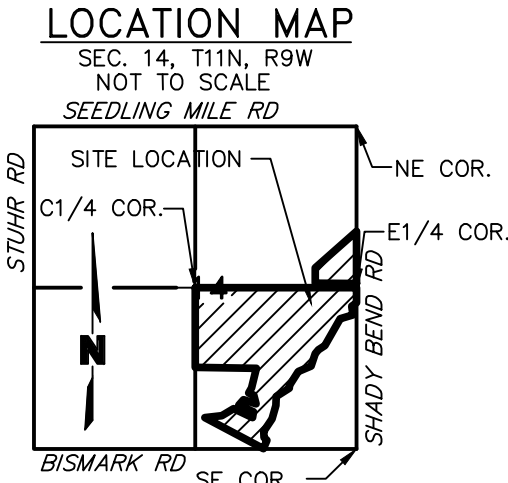 LOCATION MAP
SEC. 14, T11N, R9W
NOT TO SCALE
SEEDLING MILE RD
STUHR RD
SITE LOCATION
NE COR.
C1/4 COR.
E1/4 COR.
14
SHADY BEND RD
N
BISMARK RD
SE COR.